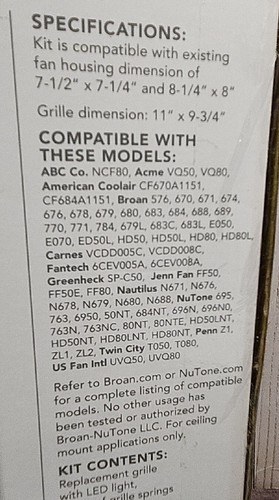 SPECIFICATIONS:
Kit is compatible with existing
fan housing dimension of
7-1/2" x 7-1/4" and 8-1/4" x 8"
Grille dimension: 11" x 9-3/4"
COMPATIBLE WITH
THESE MODELS:
ABC Co. NCF80, Acme VQ50, VQ80,
American Coolair CF670A1151,
CF684A1151, Broan 576, 670, 671, 674,
676, 678, 679, 680, 683, 684, 688, 689,
770, 771, 784, 679L, 683C, 683L, E050,
E070, ED50L, HD50, HD50L, HD80, HD80L,
Carnes VCDD005C, VCDD008C,
Fantech 6CEV005A, 6CEV008A,
Greenheck SP-C50, Jenn Fan FF50,
FF50E, FF80, Nautilus N671, N676,
N678, N679, N680, N688, NuTone 695,
763, 6950, 50NT, 684NT, 696N, 696N0,
763N, 763NC, 80NT, 80NTE, HD50LNT,
HD50NT, HD80LNT, HD80NT, Penn Z1,
ZL1, ZL2, Twin City T050, T080,
US Fan Intl UVQ50, UVQ80
Refer to Broan.com or NuTone.com
for a complete listing of compatible
models. No other usage has
been tested or authorized by
Broan-NuTone LLC. For ceiling
mount applications only.
KIT CONTENTS:
Replacement grille
with LED light,
of grille springs